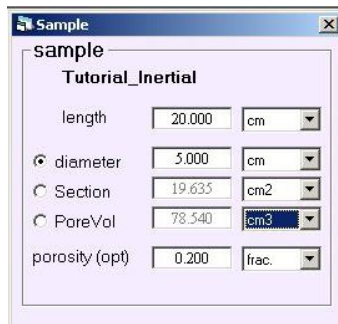 Sample
sample
Tutorial_Inertial
length 20.000 cm
diameter 5.000 cm
Section 19.635 cm2
PoreVol 78.540 cm3
porosity (opt) 0.200 frac.